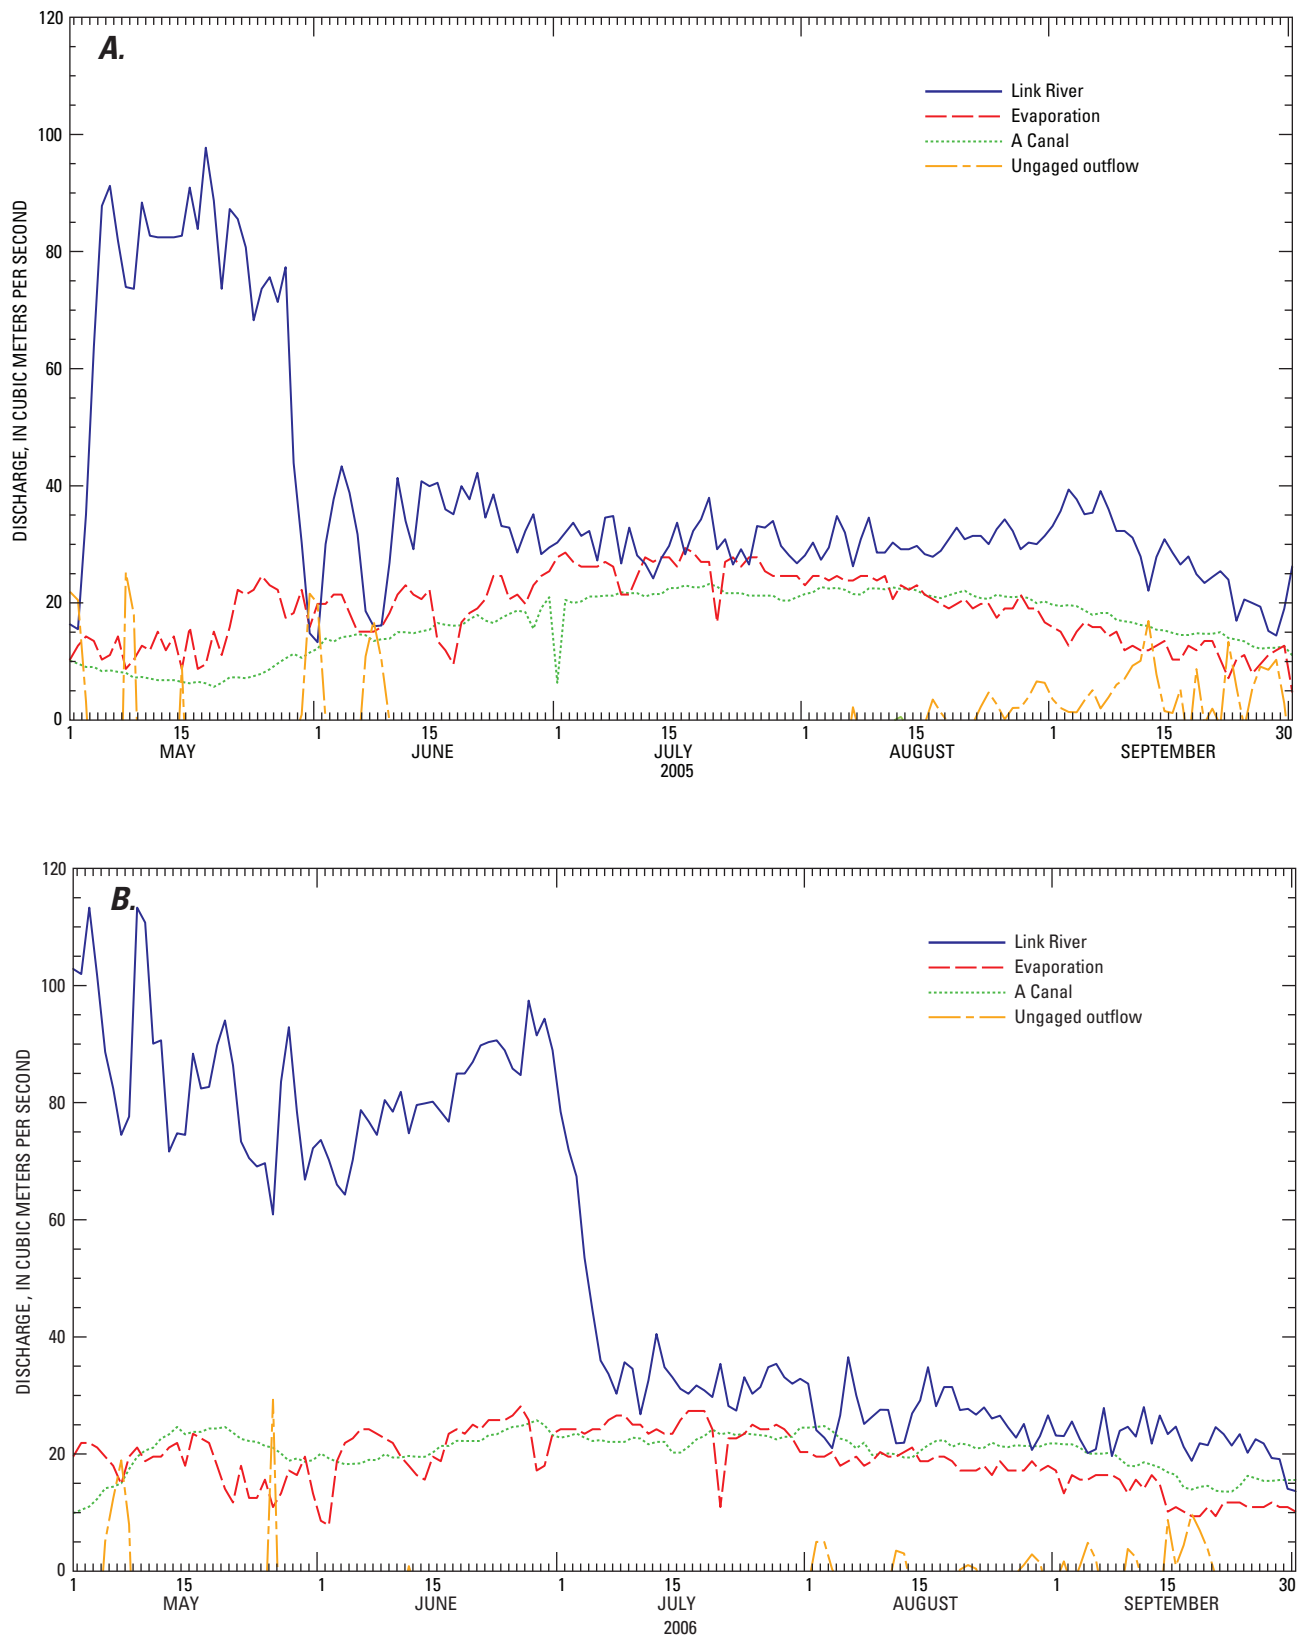 A.
120
100
80
60
40
20
0
DISCHARGE, IN CUBIC METERS PER SECOND
Link River
Evaporation
A Canal
Ungaged outflow
1 15 1 15 1 15 1 15 1 15 30
MAY JUNE JULY AUGUST SEPTEMBER
2005
B.
120
100
80
60
40
20
0
DISCHARGE , IN CUBIC METERS PER SECOND
Link River
Evaporation
A Canal
Ungaged outflow
1 15 1 15 1 15 1 15 1 15 30
MAY JUNE JULY AUGUST SEPTEMBER
2006